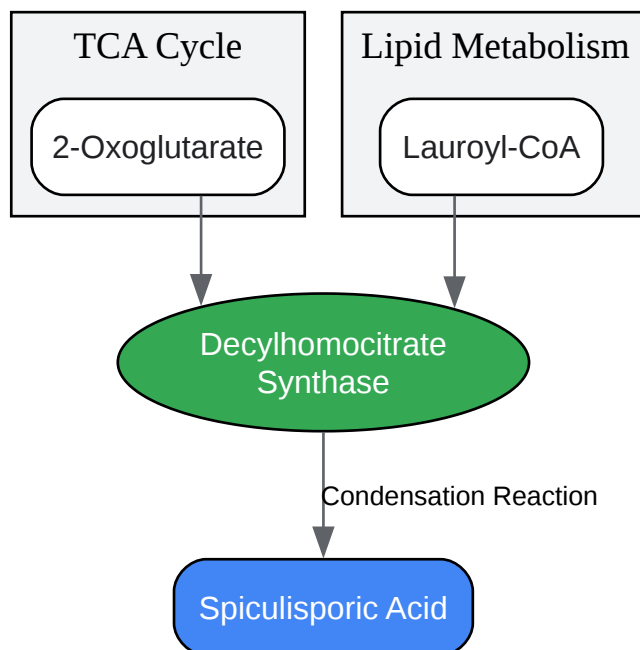 TCA Cycle
Lipid Metabolism
2-Oxoglutarate
Lauroyl-CoA
Decylhomocitrate
Synthase
Condensation Reaction
Spiculisporic Acid